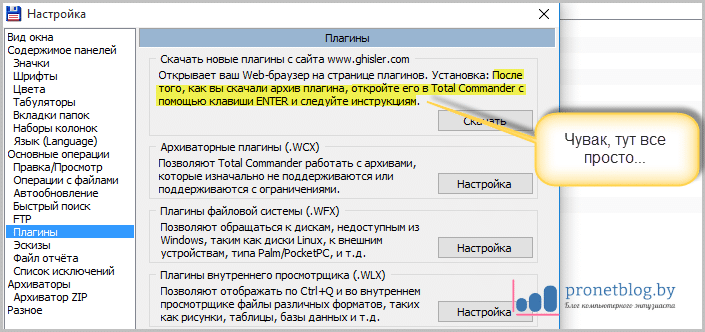 Настройка
Вид окна
Содержимое панелей
Значки
Шрифты
Цвета
Табуляторы
Вкладки папок
Наборы колонок
Язык (Language)
Основные операции
Правка/Просмотр
Операции с файлами
Автообновление
Быстрый поиск
FTP
Плагины
Эскизы
Файл отчёта
Список исключений
Архиваторы
Архиватор ZIP
Разное
Плагины
Скачать новые плагины с сайта www.ghisler.com
Открывает ваш Web-браузер на странице плагинов. Установка: После
того, как вы скачали архив плагина, откройте его в Total Commander с
помощью клавиши ENTER и следуйте инструкциям.
Скачать
Чувак, тут все
просто...
Архиваторные плагины (.WCX)
Позволяют Total Commander работать с архивами,
которые изначально не поддерживаются или
поддерживаются с ограничениями.
Настройка
Плагины файловой системы (.WFX)
Позволяют обращаться к дискам, недоступным из
Windows, таким как диски Linux, к внешним
устройствам, типа Palm/PocketPC, и т.д.
Настройка
Плагины внутреннего просмотрщика (.WLX)
Позволяют отображать по Ctrl+Q и во внутреннем
просмотрщике файлы различных форматов, таких
как рисунки, таблицы, базы данных и т.д.
Настройка
pronetblog.by
Блог компьютерного энтузиаста